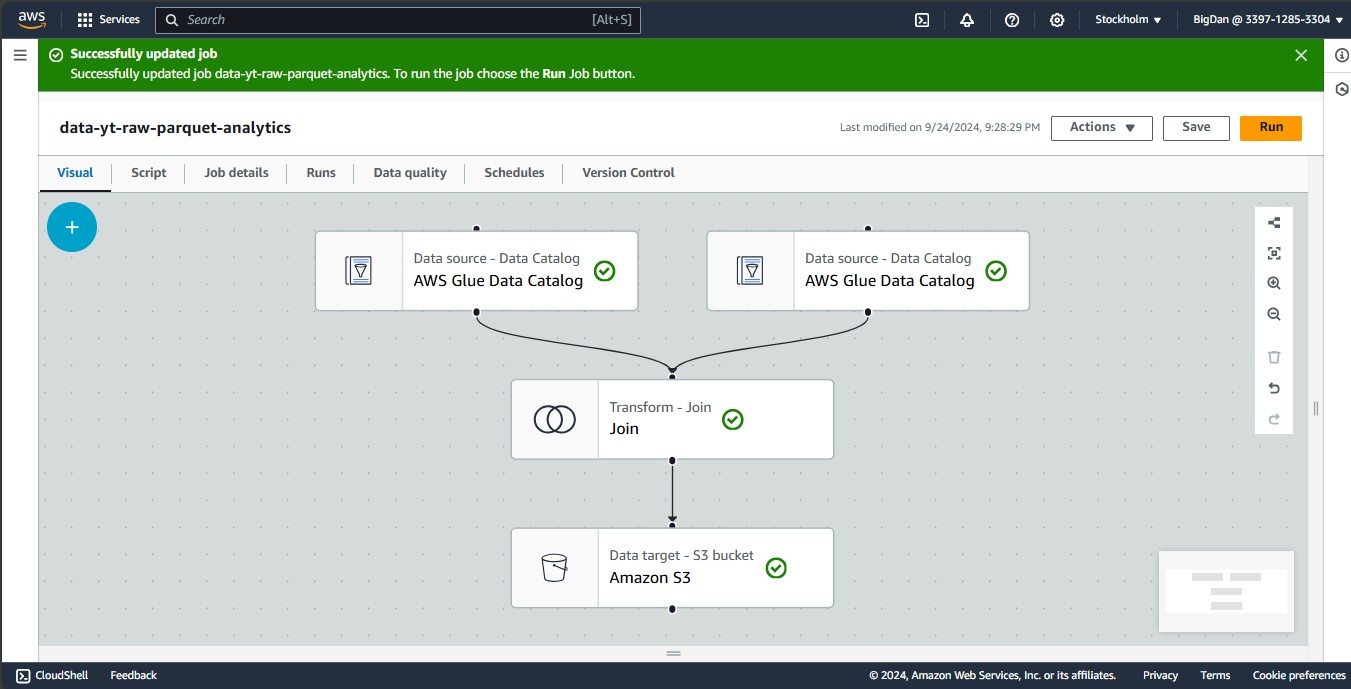 aws
Services
Search
[Alt+S]
Stockholm
BigDan @ 3397-1285-3304
Successfully updated job
Successfully updated job data-yt-raw-parquet-analytics. To run the job choose the Run Job button.
data-yt-raw-parquet-analytics
Last modified on 9/24/2024, 9:28:29 PM
Actions
Save
Run
Visual
Script
Job details
Runs
Data quality
Schedules
Version Control
Data source - Data Catalog
AWS Glue Data Catalog
Data source - Data Catalog
AWS Glue Data Catalog
Transform - Join
Join
Data target - S3 bucket
Amazon S3
CloudShell
Feedback
© 2024, Amazon Web Services, Inc. or its affiliates.
Privacy
Terms
Cookie preferences